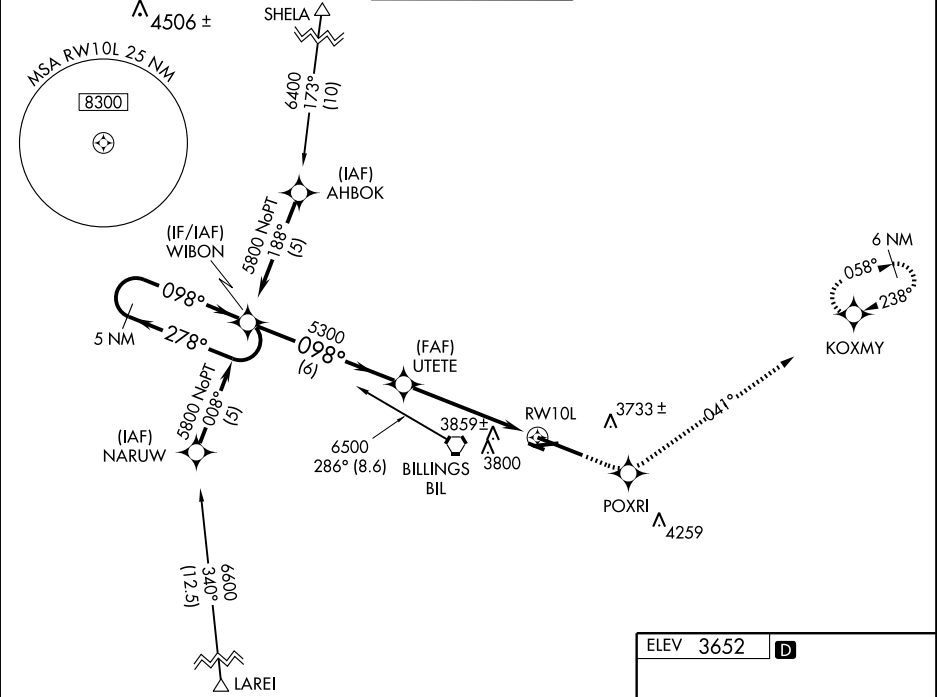 4506 ±
SHELA
MSA RW10L 25 NM
8300
6400
173°
(10)
(IAF)
AHBOK
5800 NoPT
188°
(5)
(IF/IAF)
WIBON
098°
278°
5 NM
5300
098°
(6)
(FAF)
UTETE
6 NM
058°
238°
KOXMY
5800 NoPT
008°
(5)
(IAF)
NARUW
6500
286° (8.6)
BILLINGS
BIL
3859 ±
3800
RW10L
3733 ±
041°
POXRI
4259
6600
340°
(12.5)
LAREI
ELEV 3652 D